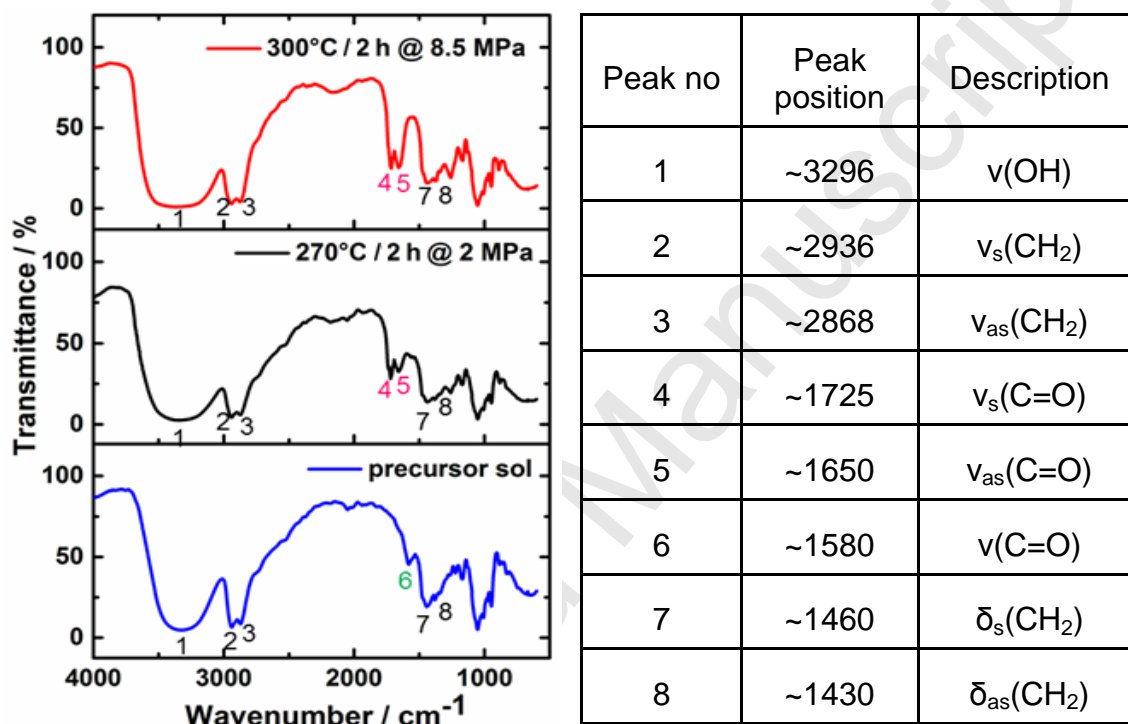 100
300°C / 2 h @ 8.5 MPa
50
0
1
2
3
4
5
7
8
100
270°C / 2 h @ 2 MPa
50
0
1
2
3
4
5
7
8
100
precursor sol
50
0
1
2
3
6
7
8
Transmittance / %
4000 3000 2000 1000
Wavenumber / cm⁻¹
Peak no Peak position Description
1 ~3296 ν(OH)
2 ~2936 νₛ(CH₂)
3 ~2868 νₐₛ(CH₂)
4 ~1725 νₛ(C=O)
5 ~1650 νₐₛ(C=O)
6 ~1580 ν(C=O)
7 ~1460 δₛ(CH₂)
8 ~1430 δₐₛ(CH₂)
Manuscrip